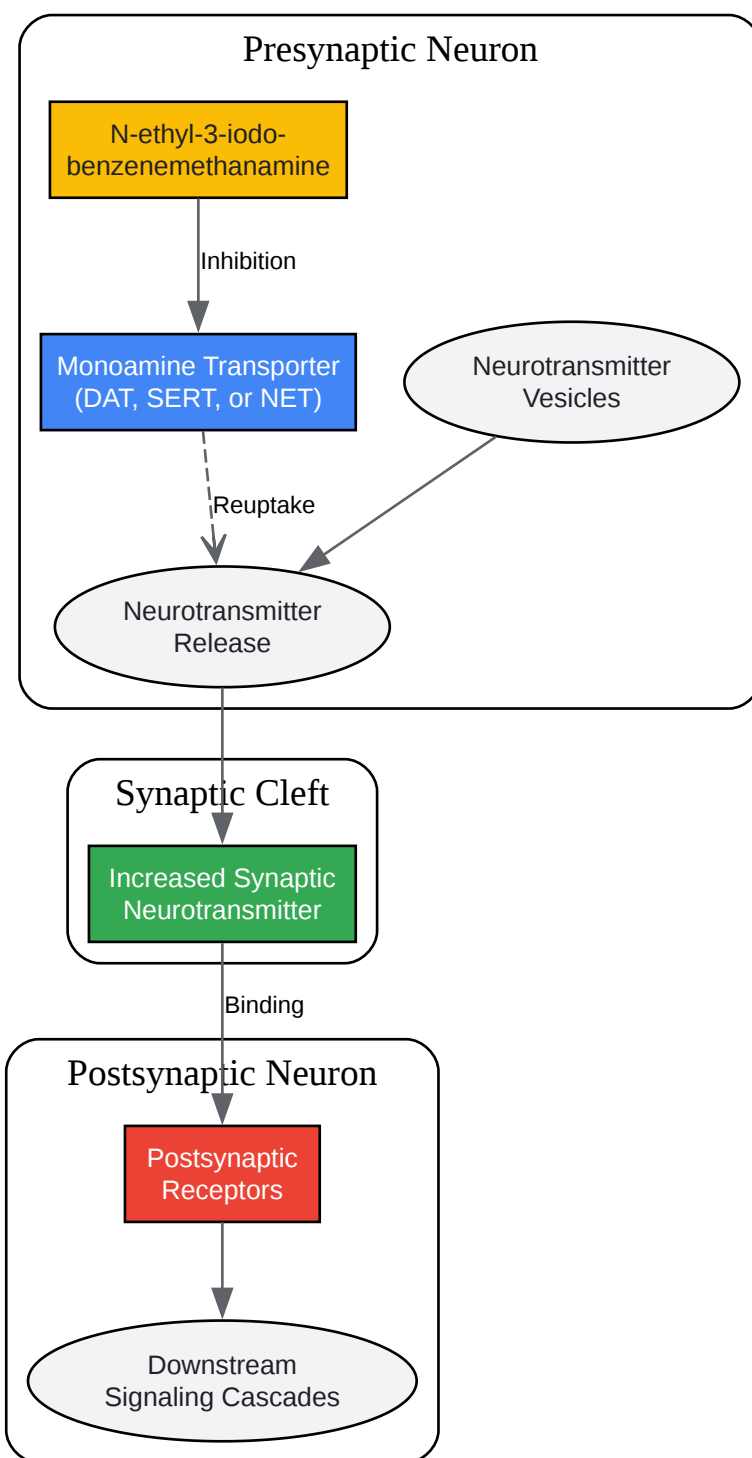 Presynaptic Neuron
N-ethyl-3-iodo-
benzenemethanamine
Inhibition
Monoamine Transporter
(DAT, SERT, or NET)
Neurotransmitter
Vesicles
Reuptake
Neurotransmitter
Release
Synaptic Cleft
Increased Synaptic
Neurotransmitter
Binding
Postsynaptic Neuron
Postsynaptic
Receptors
Downstream
Signaling Cascades